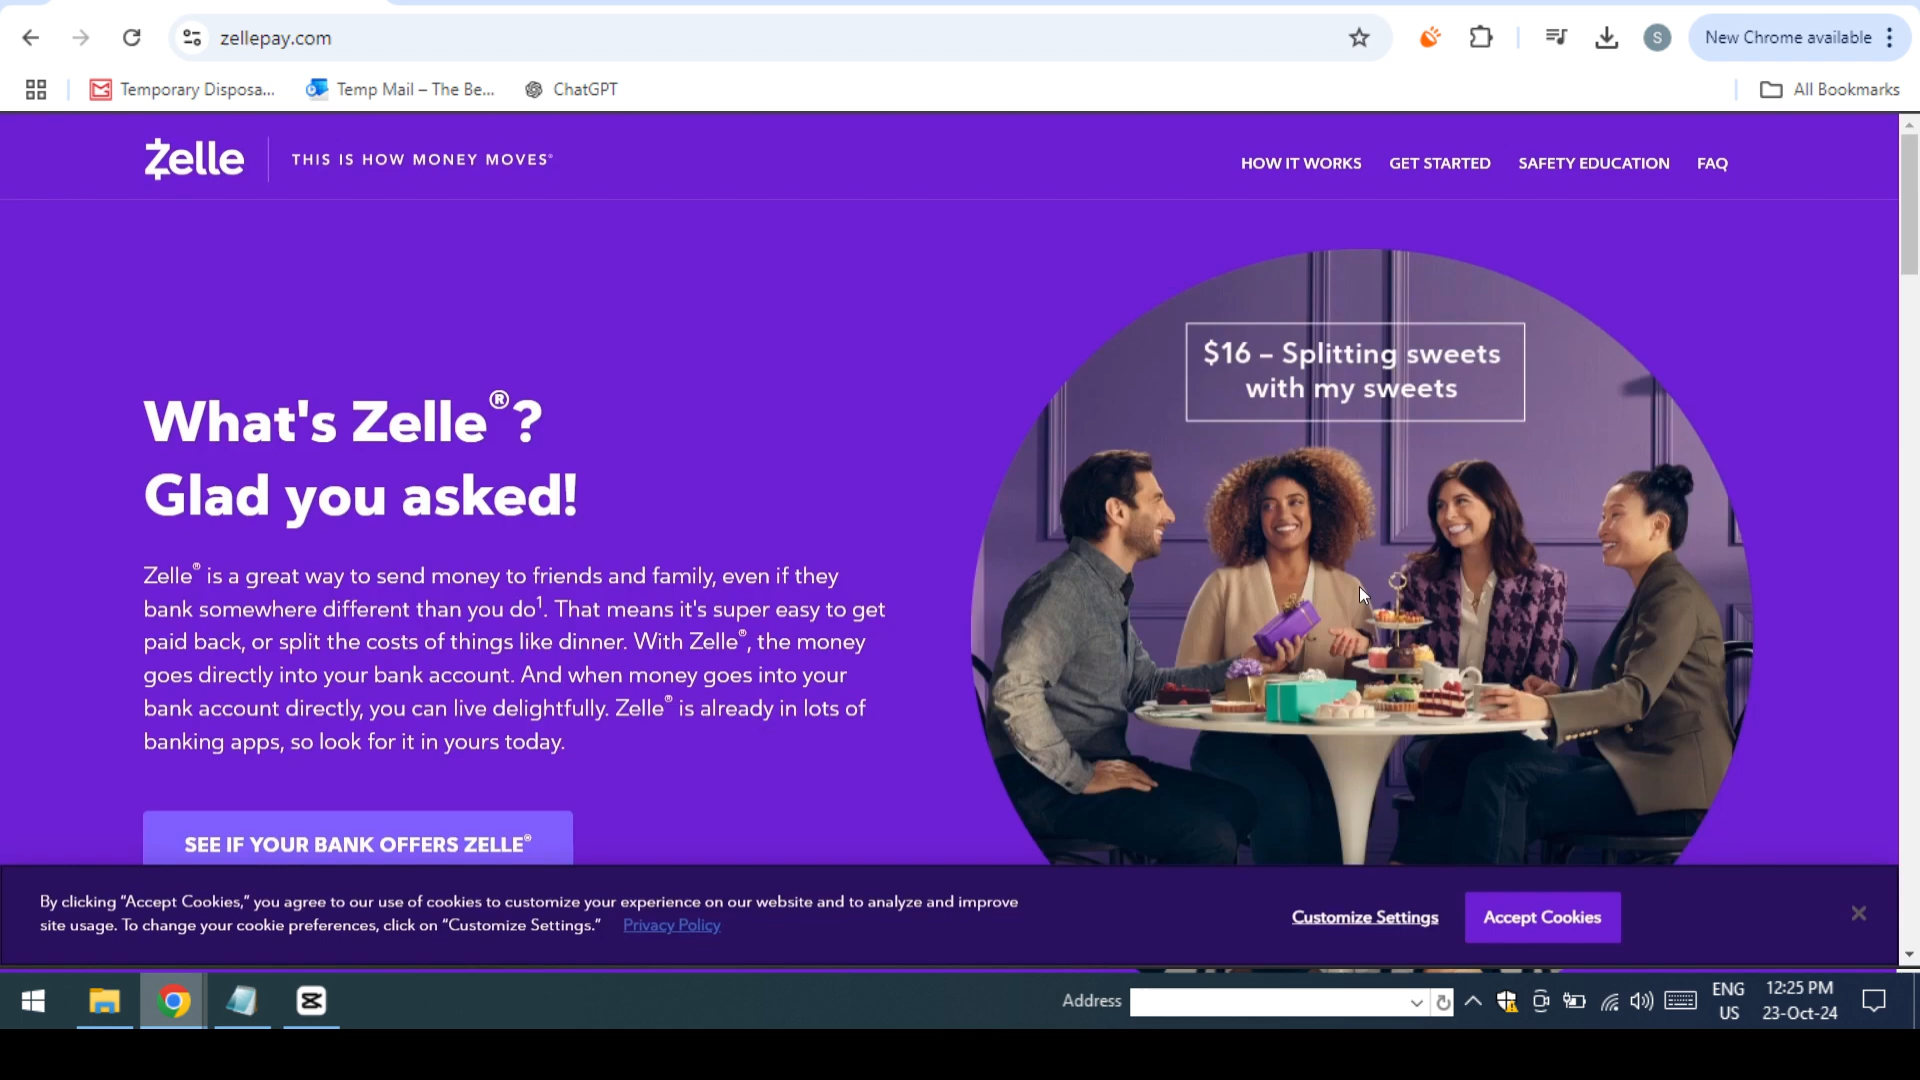 zellepay.com
New Chrome available
Temporary Disposa...
Temp Mail – The Be...
ChatGPT
All Bookmarks
Zelle
THIS IS HOW MONEY MOVES®
HOW IT WORKS
GET STARTED
SAFETY EDUCATION
FAQ
$16 – Splitting sweets
with my sweets
What's Zelle®?
Glad you asked!
Zelle® is a great way to send money to friends and family, even if they
bank somewhere different than you do¹. That means it's super easy to get
paid back, or split the costs of things like dinner. With Zelle®, the money
goes directly into your bank account. And when money goes into your
bank account directly, you can live delightfully. Zelle® is already in lots of
banking apps, so look for it in yours today.
SEE IF YOUR BANK OFFERS ZELLE®
By clicking “Accept Cookies,” you agree to our use of cookies to customize your experience on our website and to analyze and improve
site usage. To change your cookie preferences, click on “Customize Settings.” Privacy Policy
Customize Settings
Accept Cookies
Address
ENG
US
12:25 PM
23-Oct-24
S